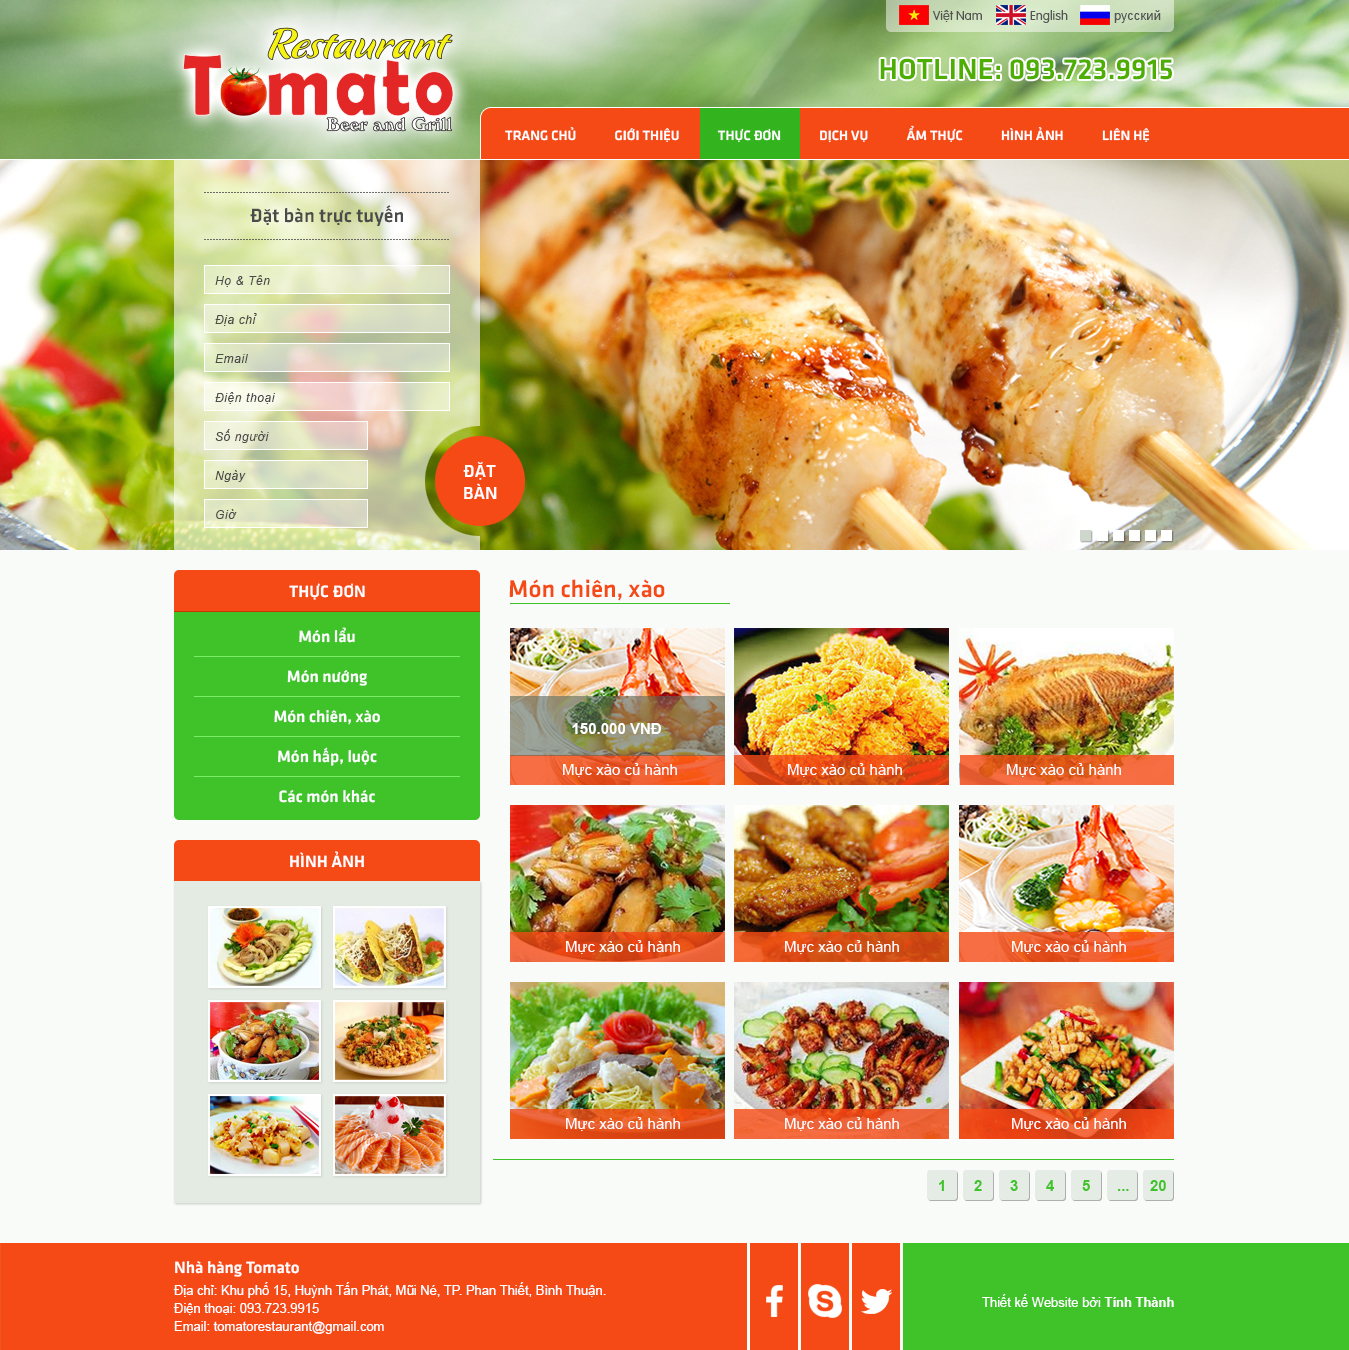 Việt Nam
English
русский
Restaurant
Tomato
Beer and Grill
HOTLINE: 093.723.9915
TRANG CHỦ
GIỚI THIỆU
THỰC ĐƠN
DỊCH VỤ
ẨM THỰC
HÌNH ẢNH
LIÊN HỆ
Đặt bàn trực tuyến
Họ & Tên
Địa chỉ
Email
Điện thoại
Số người
Ngày
Giờ
ĐẶT
BÀN
THỰC ĐƠN
Món lẩu
Món nướng
Món chiên, xào
Món hấp, luộc
Các món khác
HÌNH ẢNH
Món chiên, xào
150.000 VNĐ
Mực xào củ hành
Mực xào củ hành
Mực xào củ hành
Mực xào củ hành
Mực xào củ hành
Mực xào củ hành
Mực xào củ hành
Mực xào củ hành
Mực xào củ hành
1
2
3
4
5
...
20
Nhà hàng Tomato
Địa chỉ: Khu phố 15, Huỳnh Tấn Phát, Mũi Né, TP. Phan Thiết, Bình Thuận.
Điện thoại: 093.723.9915
Email: tomatorestaurant@gmail.com
Thiết kế Website bởi Tính Thành